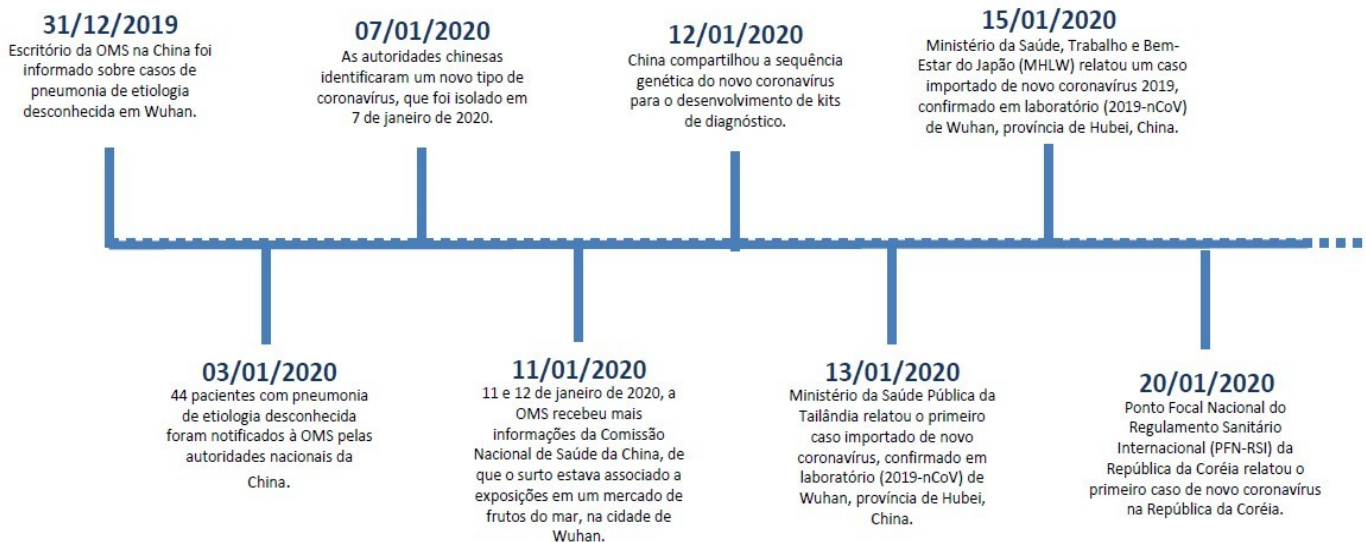 31/12/2019
Escritório da OMS na China foi
informado sobre casos de
pneumonia de etiologia
desconhecida em Wuhan.
07/01/2020
As autoridades chinesas
identificaram um novo tipo de
coronavírus, que foi isolado em
7 de janeiro de 2020.
12/01/2020
China compartilhou a sequência
genética do novo coronavírus
para o desenvolvimento de kits
de diagnóstico.
15/01/2020
Ministério da Saúde, Trabalho e Bem-
Estar do Japão (MHLW) relatou um caso
importado de novo coronavírus 2019,
confirmado em laboratório (2019-nCoV)
de Wuhan, província de Hubei, China.
03/01/2020
44 pacientes com pneumonia
de etiologia desconhecida
foram notificados à OMS pelas
autoridades nacionais da
China.
11/01/2020
11 e 12 de janeiro de 2020, a
OMS recebeu mais
informações da Comissão
Nacional de Saúde da China, de
que o surto estava associado a
exposições em um mercado de
frutos do mar, na cidade de
Wuhan.
13/01/2020
Ministério da Saúde Pública da
Tailândia relatou o primeiro
caso importado de novo
coronavírus, confirmado em
laboratório (2019-nCoV) de
Wuhan, província de Hubei,
China.
20/01/2020
Ponto Focal Nacional do
Regulamento Sanitário
Internacional (PFN-RSI) da
República da Coréia relatou o
primeiro caso de novo coronavírus
na República da Coréia.